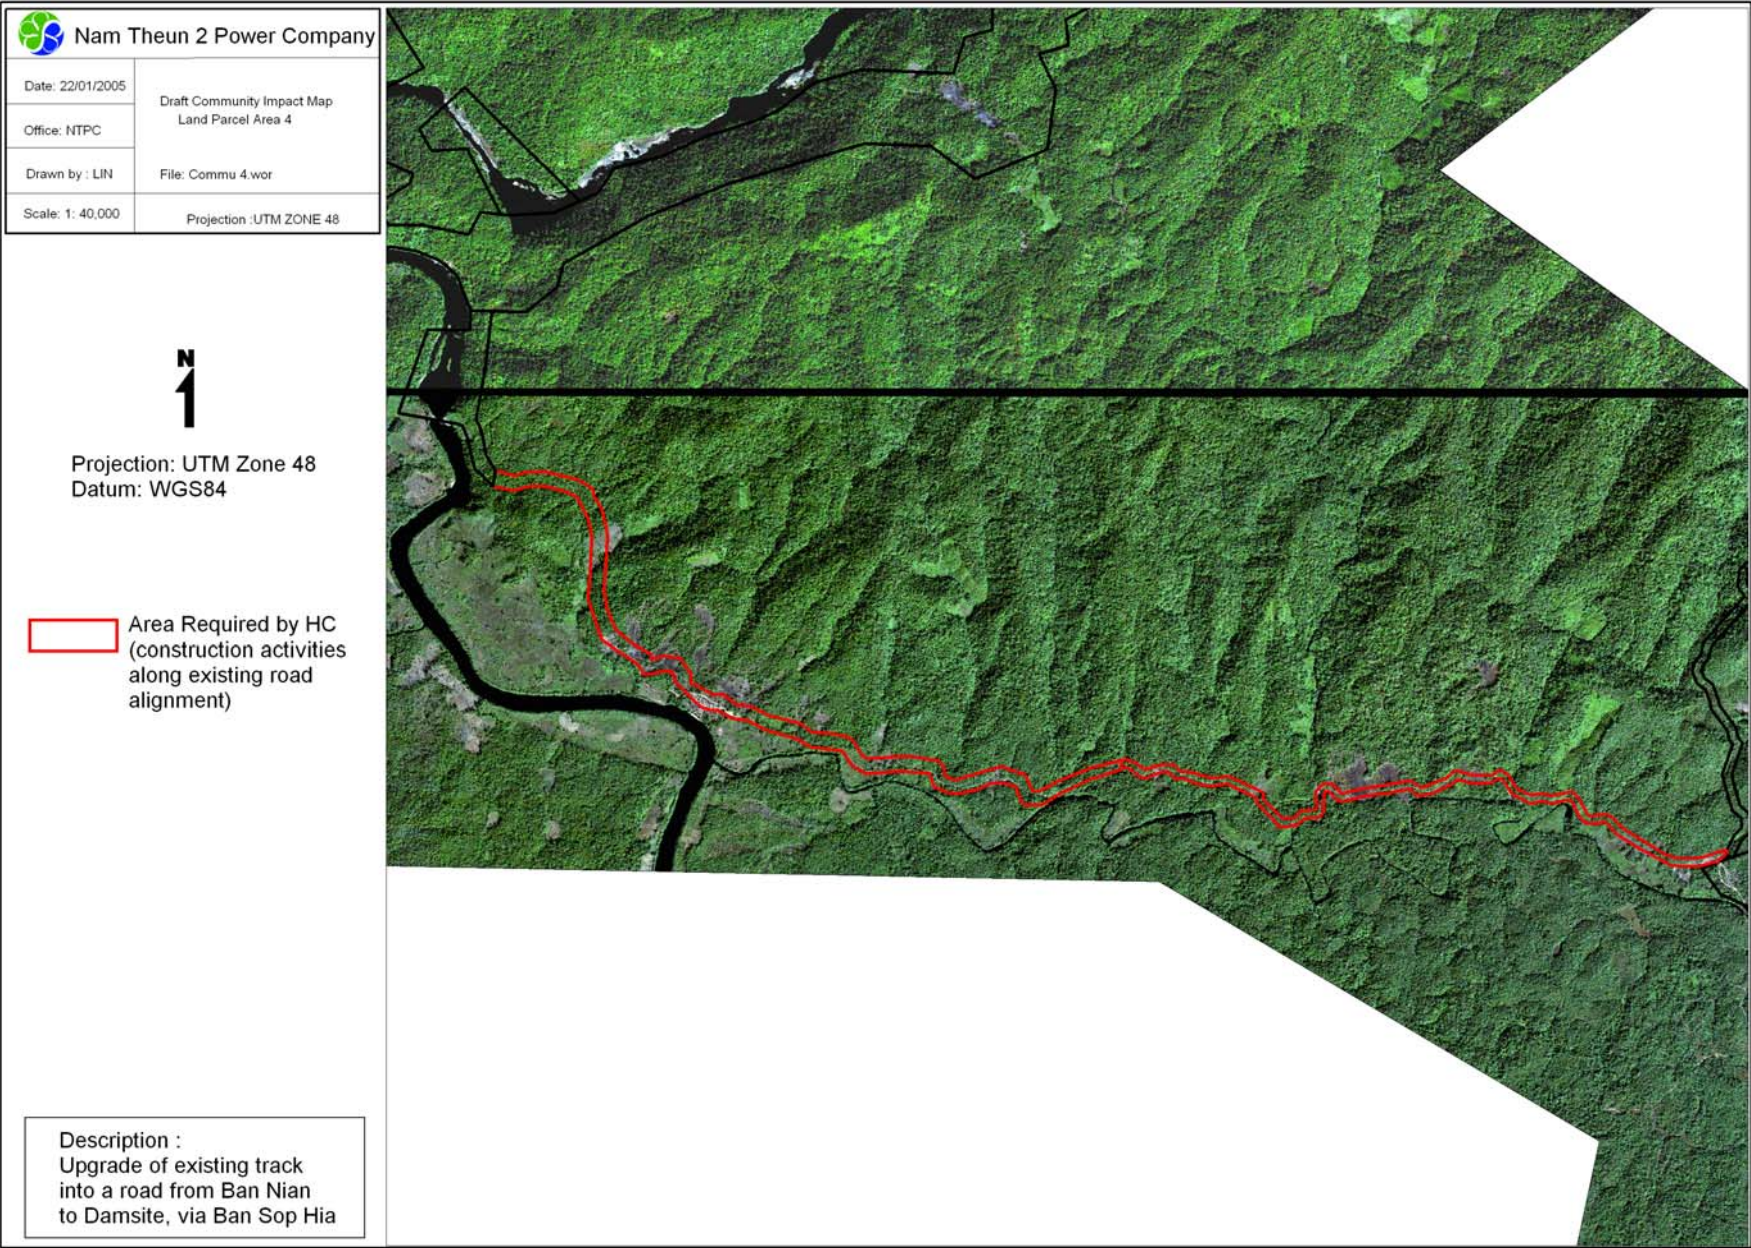 Nam Theun 2 Power Company
Date: 22/01/2005
Draft Community Impact Map
Land Parcel Area 4
Office: NTPC
Drawn by : LIN
File: Commu 4.wor
Scale: 1: 40,000
Projection :UTM ZONE 48
N
Projection: UTM Zone 48
Datum: WGS84
Area Required by HC
(construction activities
along existing road
alignment)
Description :
Upgrade of existing track
into a road from Ban Nian
to Damsite, via Ban Sop Hia